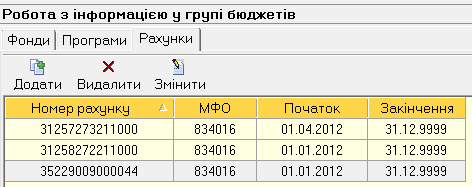 Робота з інформацією у групі бюджетів
Фонди Програми Рахунки
Додати Видалити Змінити
Номер рахунку МФО Початок Закінчення
31257273211000 834016 01.04.2012 31.12.9999
31258272211000 834016 01.01.2012 31.12.9999
35229009000044 834016 01.01.2012 31.12.9999